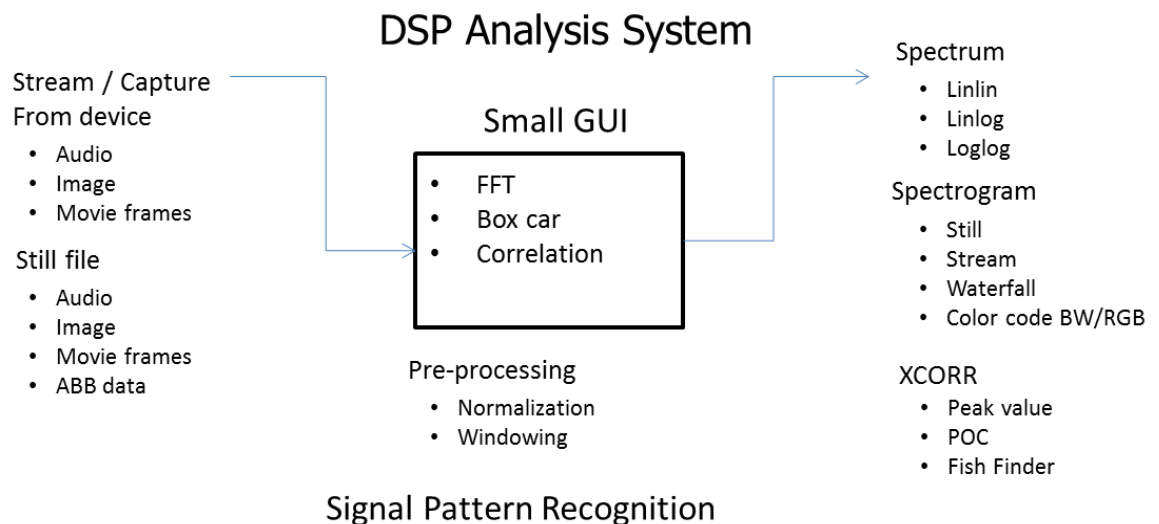 DSP Analysis System
Stream / Capture
From device
• Audio
• Image
• Movie frames
Still file
• Audio
• Image
• Movie frames
• ABB data
Small GUI
• FFT
• Box car
• Correlation
Pre-processing
• Normalization
• Windowing
Spectrum
• Linlin
• Linlog
• Loglog
Spectrogram
• Still
• Stream
• Waterfall
• Color code BW/RGB
XCORR
• Peak value
• POC
• Fish Finder
Signal Pattern Recognition